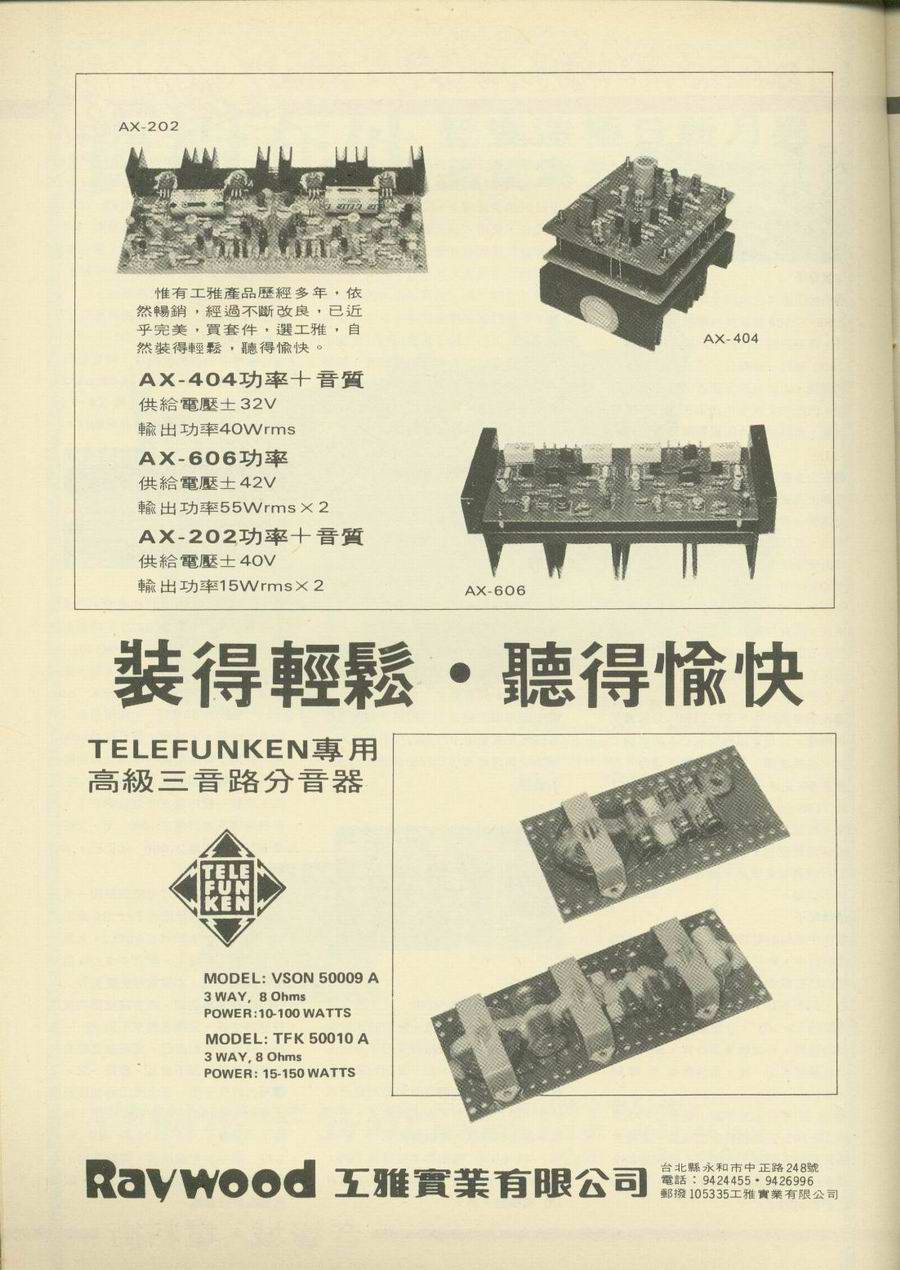 AX-202
AX-404
惟有工雅產品歷經多年，依
然暢銷，經過不斷改良，已近
乎完美，買套件，選工雅，自
然裝得輕鬆，聽得愉快。
AX-404功率＋音質
供給電壓±32V
輸出功率40Wrms
AX-606功率
供給電壓±42V
輸出功率55Wrms×2
AX-202功率＋音質
供給電壓±40V
輸出功率15Wrms×2
AX-606
裝得輕鬆・聽得愉快
TELEFUNKEN專用
高級三音路分音器
TELE
FUN
KEN
MODEL: VSON 50009 A
3 WAY, 8 Ohms
POWER:10-100 WATTS
MODEL: TFK 50010 A
3 WAY, 8 Ohms
POWER: 15-150 WATTS
Raywood 工雅實業有限公司
台北縣永和市中正路248號
電話：9424455・9426996
郵撥105335工雅實業有限公司